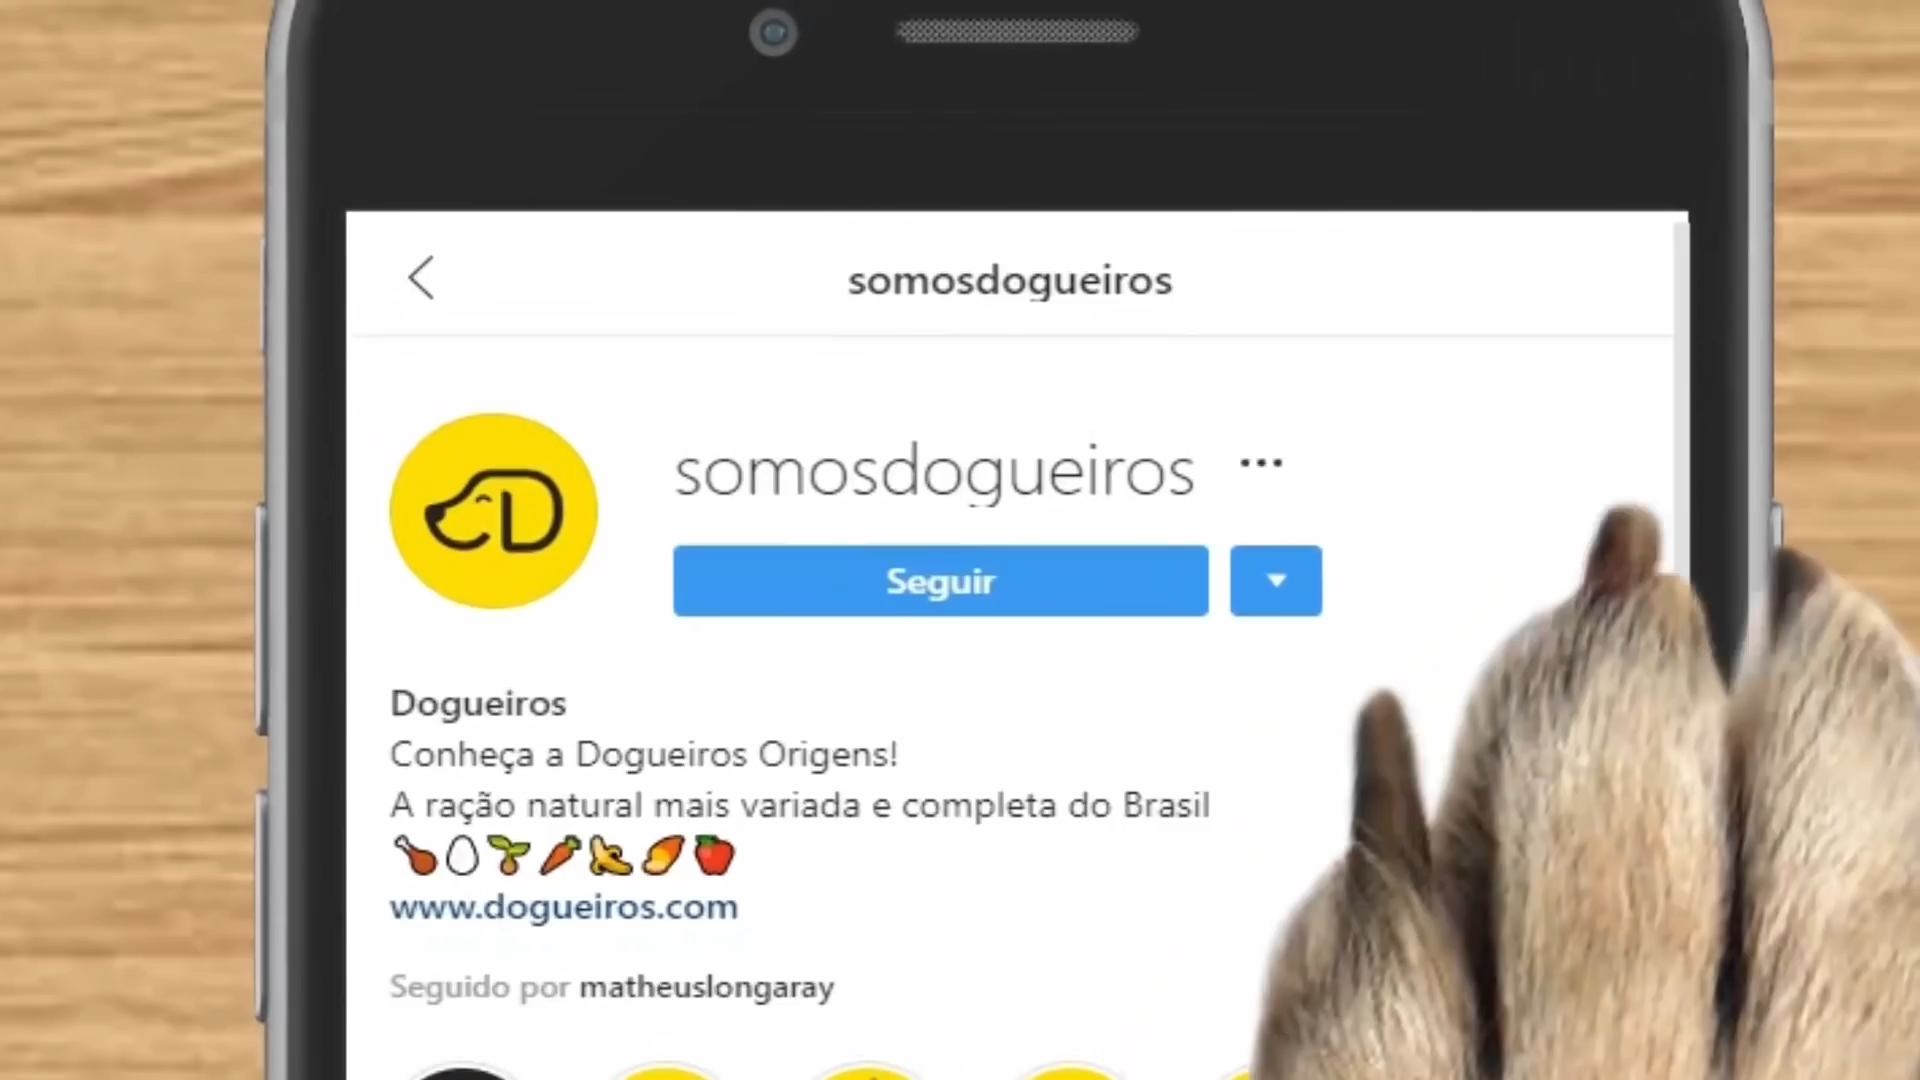 somosdogueiros
somosdogueiros
Seguir
Dogueiros
Conheça a Dogueiros Origens!
A ração natural mais variada e completa do Brasil
🍗🥚🌱🥕🍌🥭🍎
www.dogueiros.com
Seguido por matheuslongaray